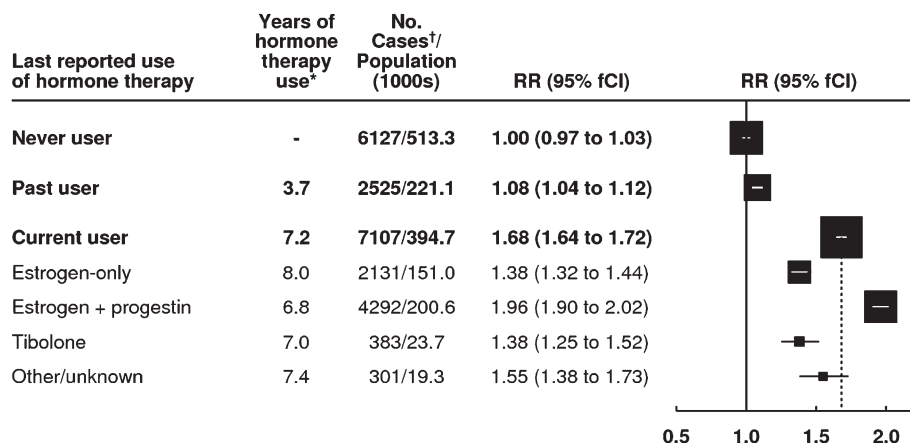 Last reported use of hormone therapy Years of hormone therapy use* No. Cases†/ Population (1000s) RR (95% fCI) RR (95% fCI)
Never user - 6127/513.3 1.00 (0.97 to 1.03)
Past user 3.7 2525/221.1 1.08 (1.04 to 1.12)
Current user 7.2 7107/394.7 1.68 (1.64 to 1.72)
Estrogen-only 8.0 2131/151.0 1.38 (1.32 to 1.44)
Estrogen + progestin 6.8 4292/200.6 1.96 (1.90 to 2.02)
Tibolone 7.0 383/23.7 1.38 (1.25 to 1.52)
Other/unknown 7.4 301/19.3 1.55 (1.38 to 1.73)
0.5 1.0 1.5 2.0